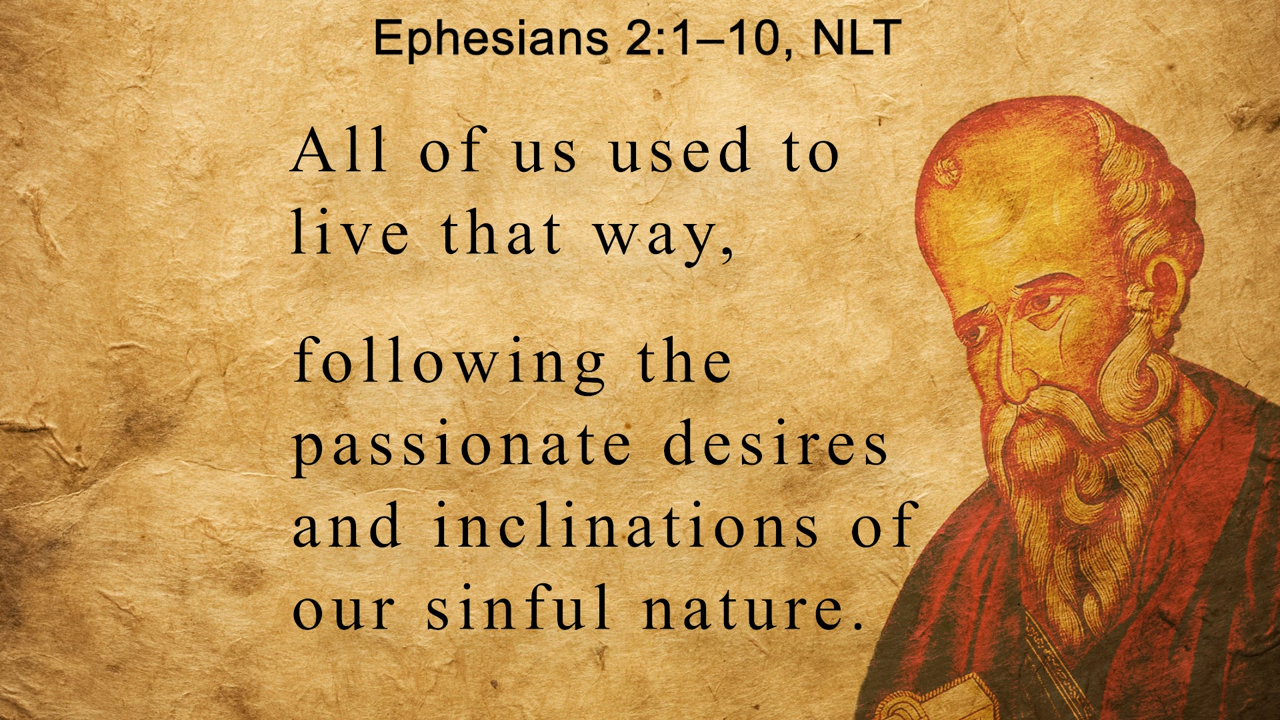 Ephesians 2:1–10, NLT
All of us used to
live that way,
following the
passionate desires
and inclinations of
our sinful nature.